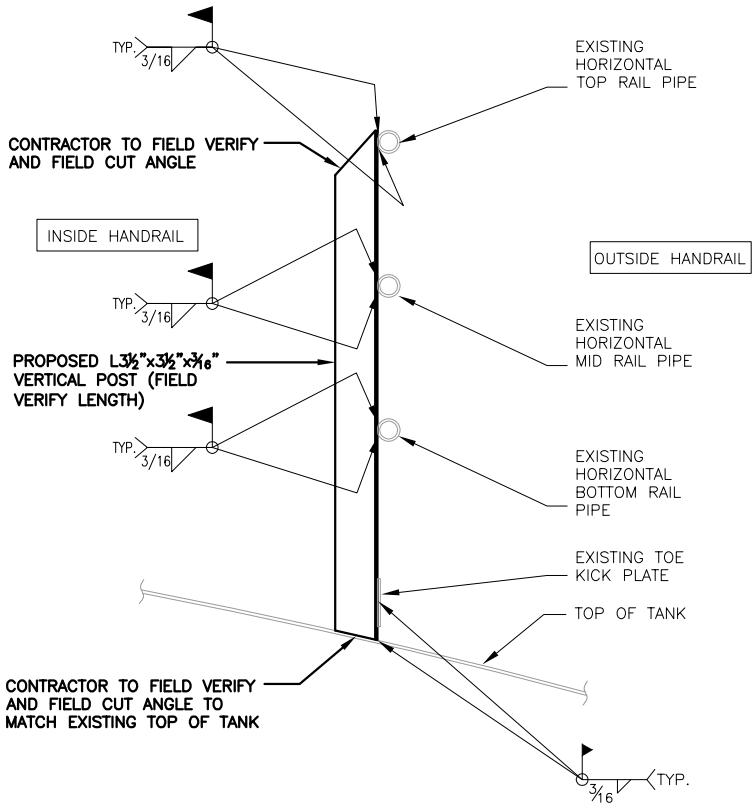 TYP.
3/16
EXISTING
HORIZONTAL
TOP RAIL PIPE
CONTRACTOR TO FIELD VERIFY
AND FIELD CUT ANGLE
INSIDE HANDRAIL
OUTSIDE HANDRAIL
TYP.
3/16
EXISTING
HORIZONTAL
MID RAIL PIPE
PROPOSED L3½"x3½"x3⁄16"
VERTICAL POST (FIELD
VERIFY LENGTH)
TYP.
3/16
EXISTING
HORIZONTAL
BOTTOM RAIL
PIPE
EXISTING TOE
KICK PLATE
TOP OF TANK
CONTRACTOR TO FIELD VERIFY
AND FIELD CUT ANGLE TO
MATCH EXISTING TOP OF TANK
3/16
TYP.